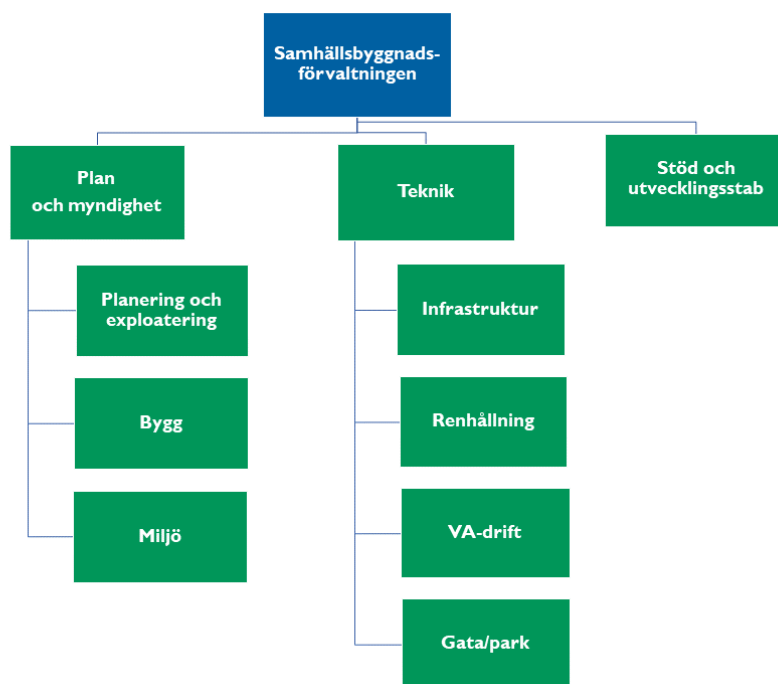 Samhällsbyggnads-
förvaltningen
Plan
och myndighet
Teknik
Stöd och
utvecklingsstab
Planering och
exploatering
Bygg
Miljö
Infrastruktur
Renhållning
VA-drift
Gata/park